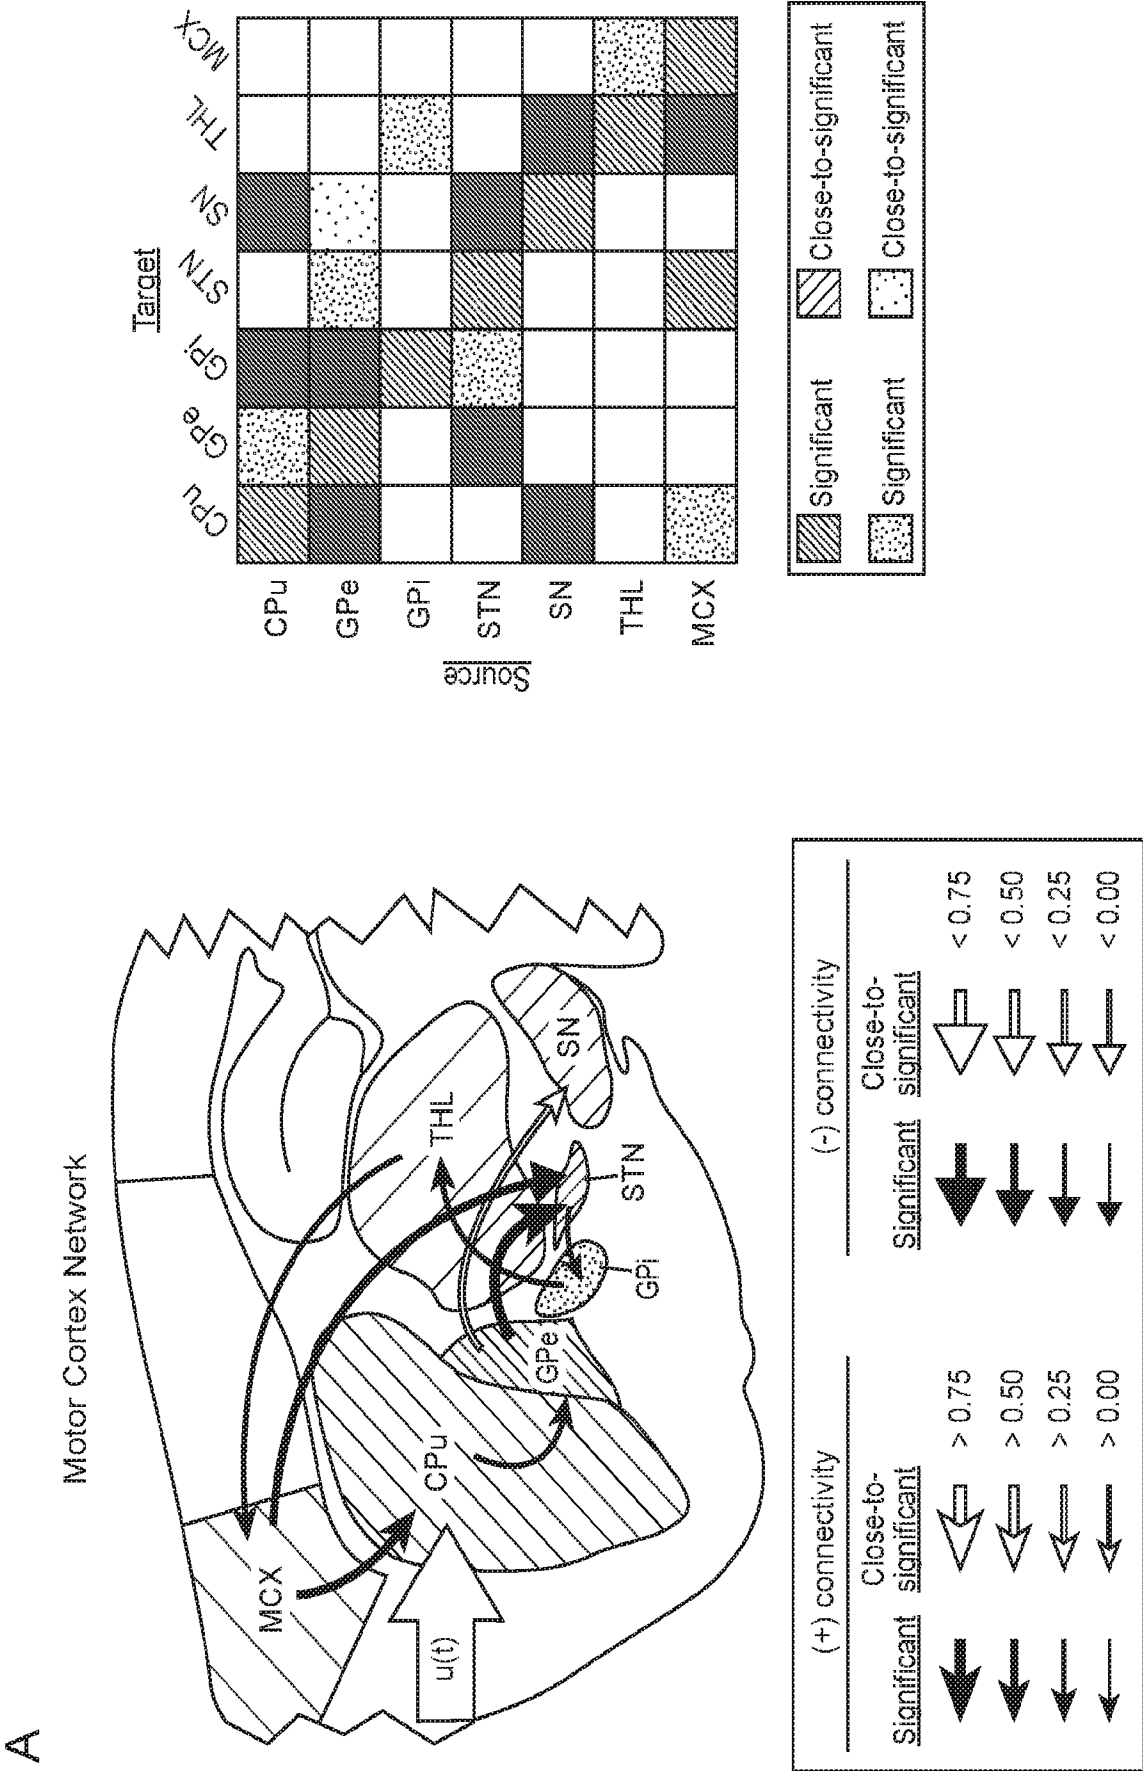 A
Motor Cortex Network
MCX
CPu
THL
SN
STN
GPe
GPi
u(t)
(+) connectivity
Significant
Close-to-
significant
> 0.75
> 0.50
> 0.25
> 0.00
(-) connectivity
Significant
Close-to-
significant
< 0.75
< 0.50
< 0.25
< 0.00
Target
CPu GPe GPi STN SN THL MCX
Source
CPu
GPe
GPi
STN
SN
THL
MCX
Significant Close-to-significant
Significant Close-to-significant